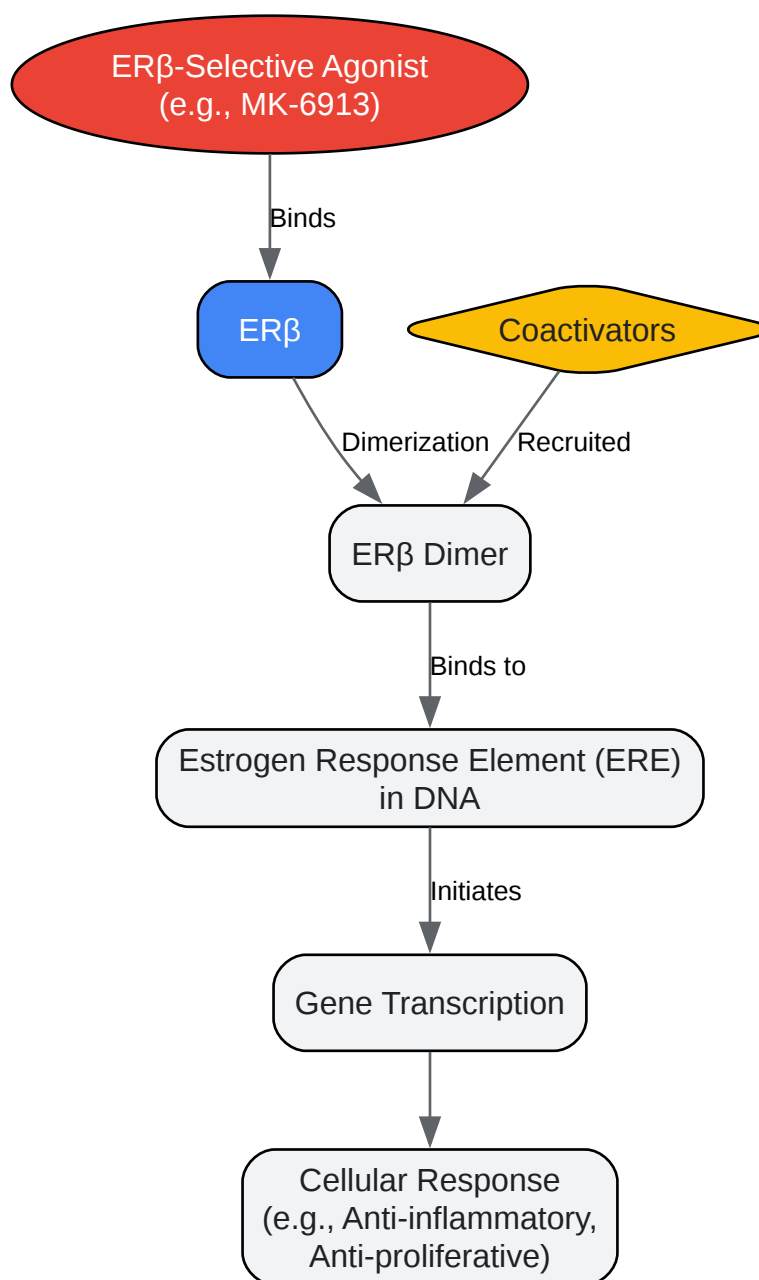 ERβ-Selective Agonist
(e.g., MK-6913)
Binds
ERβ
Coactivators
Dimerization
Recruited
ERβ Dimer
Binds to
Estrogen Response Element (ERE)
in DNA
Initiates
Gene Transcription
Cellular Response
(e.g., Anti-inflammatory,
Anti-proliferative)